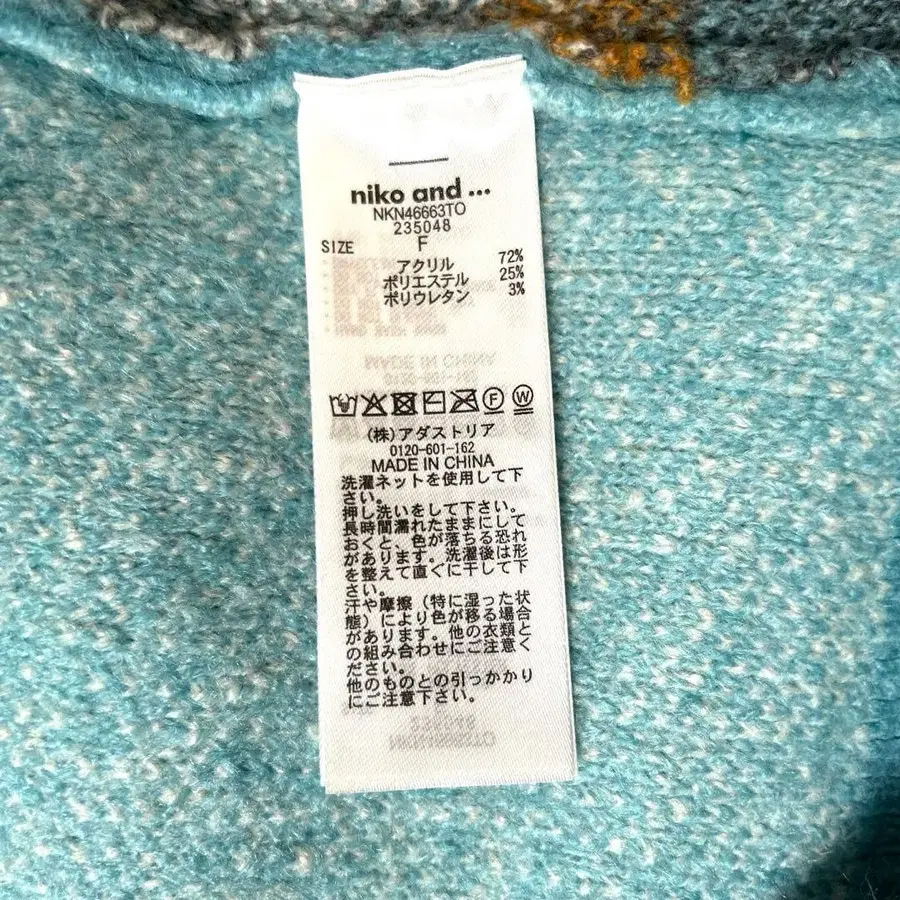 niko and ...
NKN46663TO
235048
SIZE F
アクリル 72%
ポリエステル 25%
ポリウレタン 3%
F W
(株)アダストリア
0120-601-162
MADE IN CHINA
洗濯ネットを使用して下
さい。
押し洗いをして下さい。
長時間濡れたままにして
おくと、色が落ちる恐れ
があります。洗濯後は形
を整えて直ぐに干して下
さい。
汗や摩擦（特に湿った状
態）により色が移る場合
があります。他の衣類と
の組み合わせにご注意く
ださい。
他のものとの引っかかり
にご注意下さい。